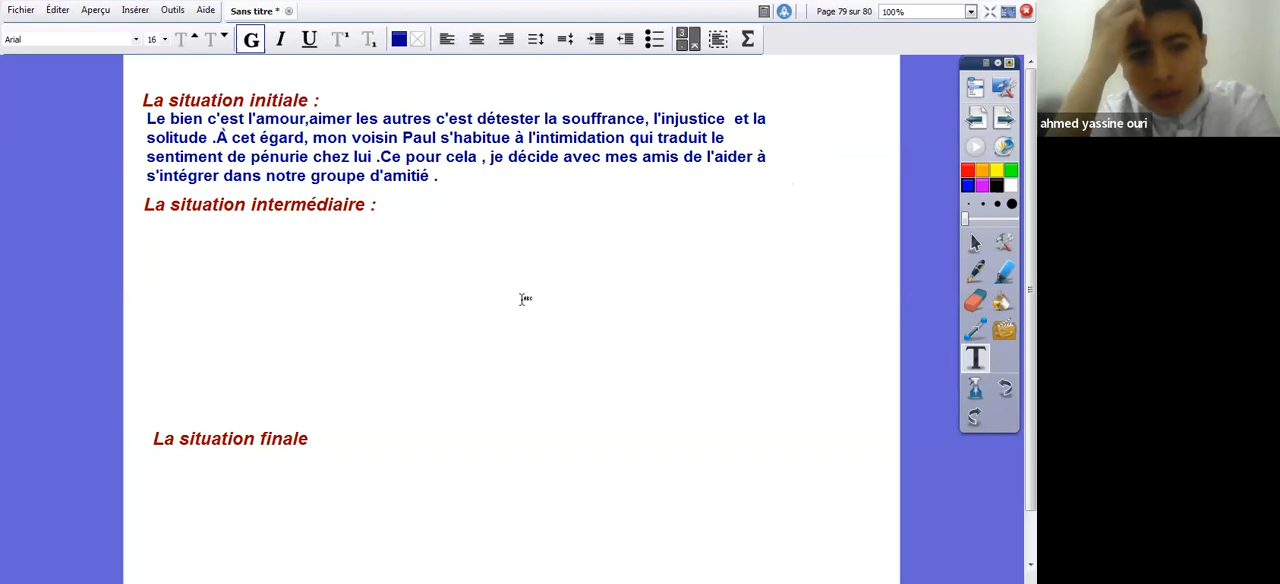 Fichier Éditer Aperçu Insérer Outils Aide Sans titre * Page 79 sur 80 100%
Arial 16 T T G I U T¹ T₁ 3 Σ
La situation initiale :
Le bien c'est l'amour,aimer les autres c'est détester la souffrance, l'injustice et la
solitude .À cet égard, mon voisin Paul s'habitue à l'intimidation qui traduit le
sentiment de pénurie chez lui .Ce pour cela , je décide avec mes amis de l'aider à
s'intégrer dans notre groupe d'amitié .
La situation intermédiaire :
La situation finale
ahmed yassine ouri
T